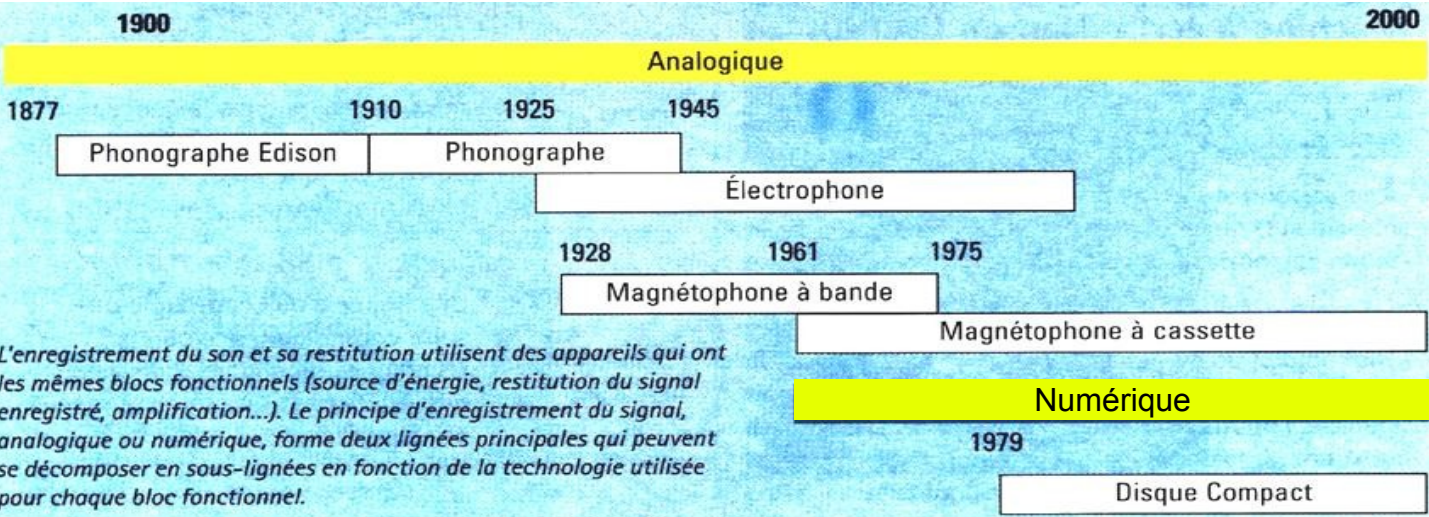 1900 2000
Analogique
1877 1910 1925 1945
Phonographe Edison Phonographe
Électrophone
1928 1961 1975
Magnétophone à bande
Magnétophone à cassette
L'enregistrement du son et sa restitution utilisent des appareils qui ont
les mêmes blocs fonctionnels (source d'énergie, restitution du signal
enregistré, amplification...). Le principe d'enregistrement du signal,
analogique ou numérique, forme deux lignées principales qui peuvent
se décomposer en sous-lignées en fonction de la technologie utilisée
pour chaque bloc fonctionnel.
Numérique
1979
Disque Compact